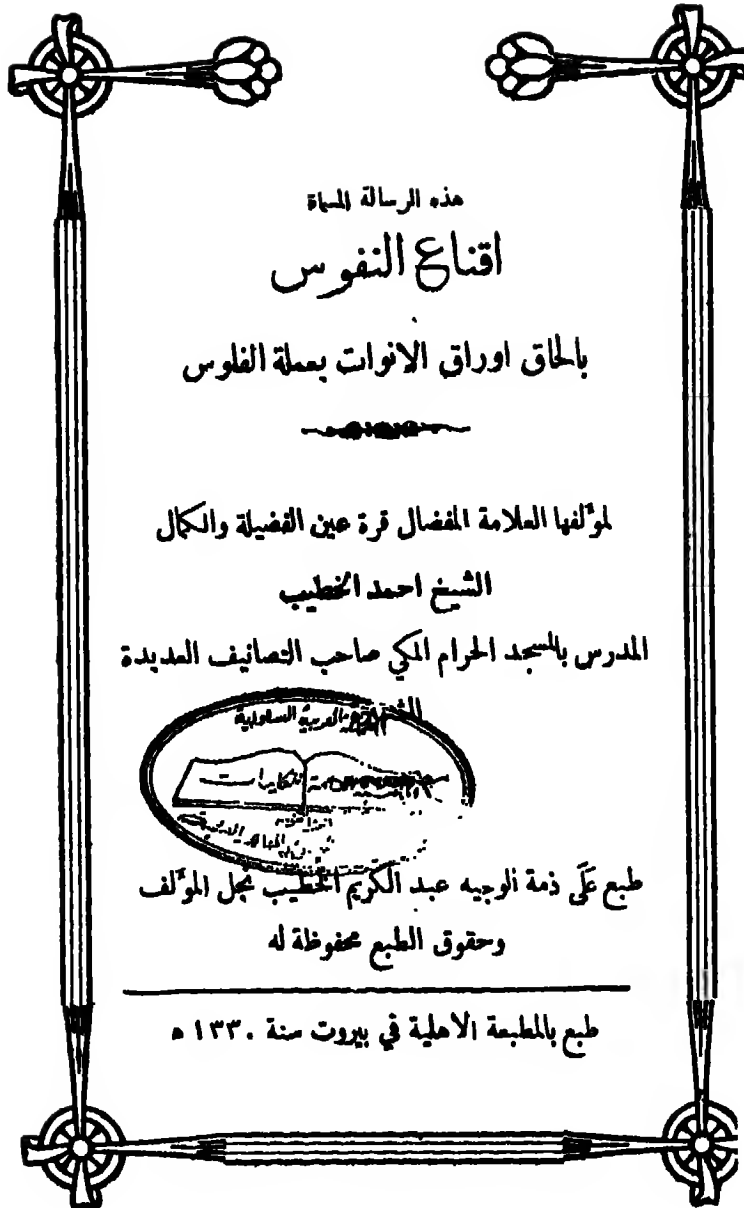 هذه الرسالة المسماة
اقناع النفوس
بالحاق اوراق الانوات بعملة الفلوس
لمؤلفها العلامة المفضال قرة عين الفضيلة والكمال
الشيخ احمد الخطيب
المدرس بالمسجد الحرام المكي صاحب التصانيف العديدة
العربية السعودية
طبع على ذمة الوجيه عبد الكريم الخطيب نجل المؤلف
وحقوق الطبع محفوظة له
طبع بالمطبعة الاهلية في بيروت سنة ١٣٣٠ ه